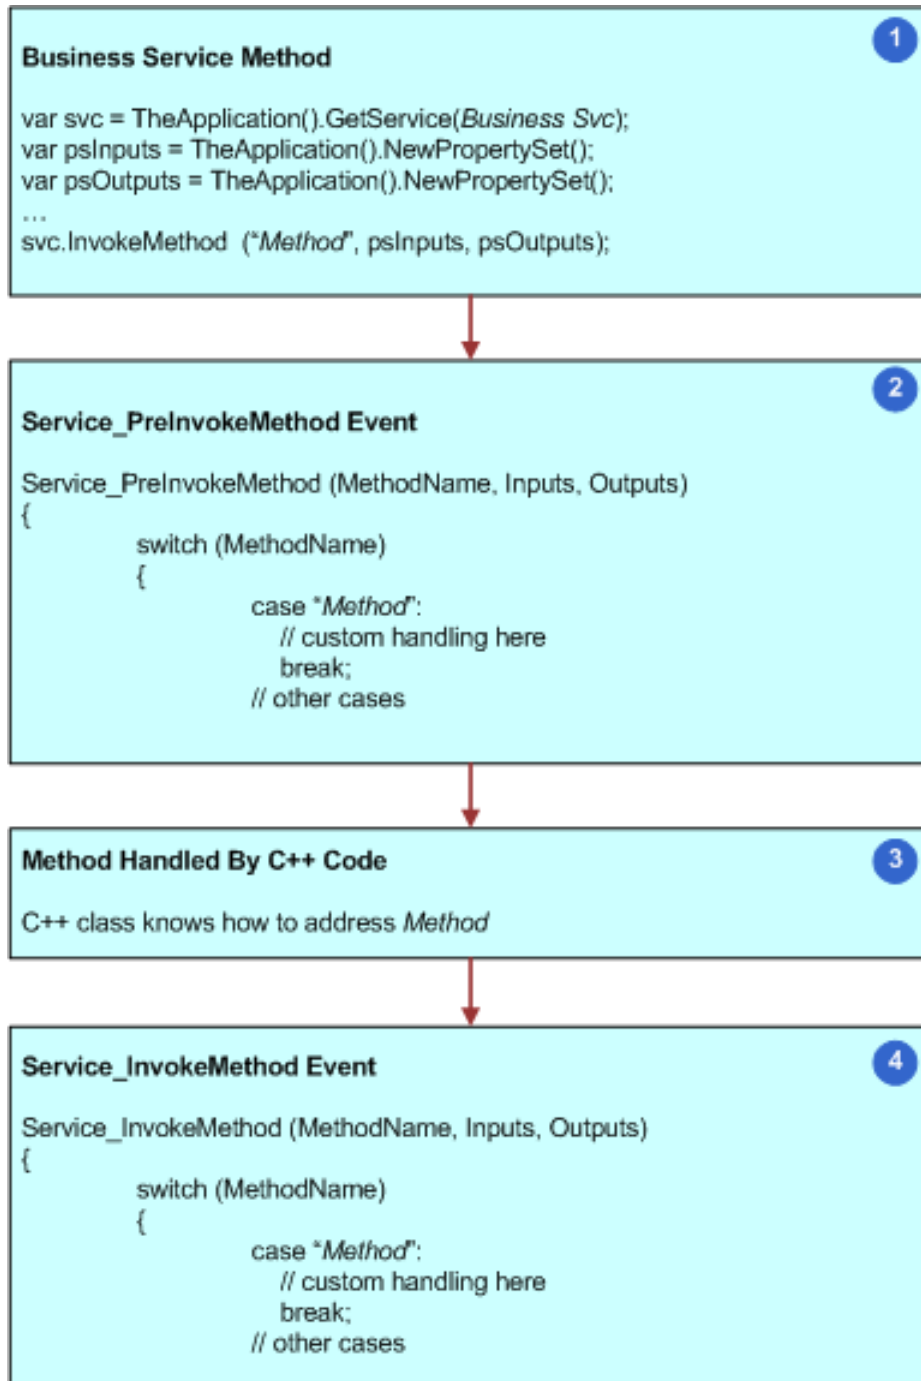 1
Business Service Method
var svc = TheApplication().GetService(Business Svc);
var psInputs = TheApplication().NewPropertySet();
var psOutputs = TheApplication().NewPropertySet();
…
svc.InvokeMethod ("Method", psInputs, psOutputs);
2
Service_PreInvokeMethod Event
Service_PreInvokeMethod (MethodName, Inputs, Outputs)
{
switch (MethodName)
{
case "Method":
// custom handling here
break;
// other cases
3
Method Handled By C++ Code
C++ class knows how to address Method
4
Service_InvokeMethod Event
Service_InvokeMethod (MethodName, Inputs, Outputs)
{
switch (MethodName)
{
case "Method":
// custom handling here
break;
// other cases